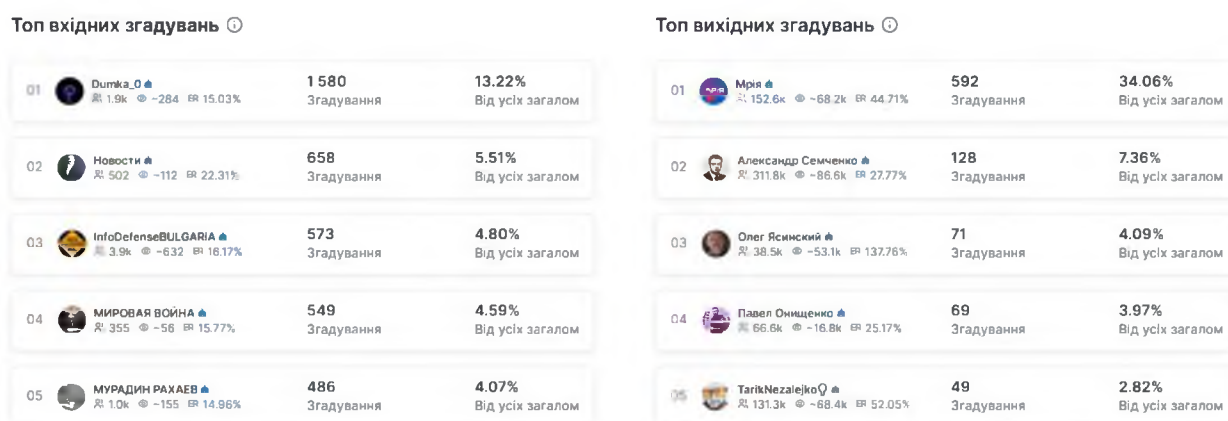 Топ вхідних згадувань
01 Dumka_0 1 580 13.22%
1.9k ~284 ER 15.03% Згадування Від усіх загалом
02 Новости 658 5.51%
502 ~112 ER 22.31% Згадування Від усіх загалом
03 InfoDefenseBULGARIA 573 4.80%
3.9k ~632 ER 16.17% Згадування Від усіх загалом
04 МИРОВАЯ ВОЙНА 549 4.59%
355 ~56 ER 15.77% Згадування Від усіх загалом
05 МУРАДИН РАХАЕВ 486 4.07%
1.0k ~155 ER 14.96% Згадування Від усіх загалом
Топ вихідних згадувань
01 Мрія 592 34.06%
152.6к ~68.2k ER 44.71% Згадування Від усіх загалом
02 Александр Семченко 128 7.36%
311.8k ~86.6k ER 27.77% Згадування Від усіх загалом
03 Олег Ясинский 71 4.09%
38.5k ~53.1k ER 137.76% Згадування Від усіх загалом
04 Павел Онищенко 69 3.97%
66.6k ~16.8k ER 25.17% Згадування Від усіх загалом
05 TarikNezalejko 49 2.82%
131.3k ~68.4k ER 52.05% Згадування Від усіх загалом